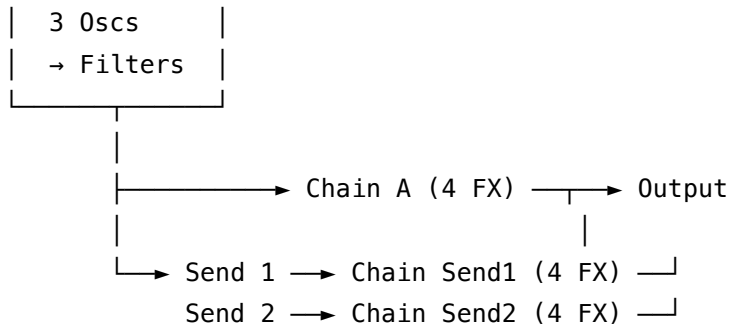 3 Oscs
→ Filters
Chain A (4 FX) → Output
Send 1 → Chain Send1 (4 FX)
Send 2 → Chain Send2 (4 FX)